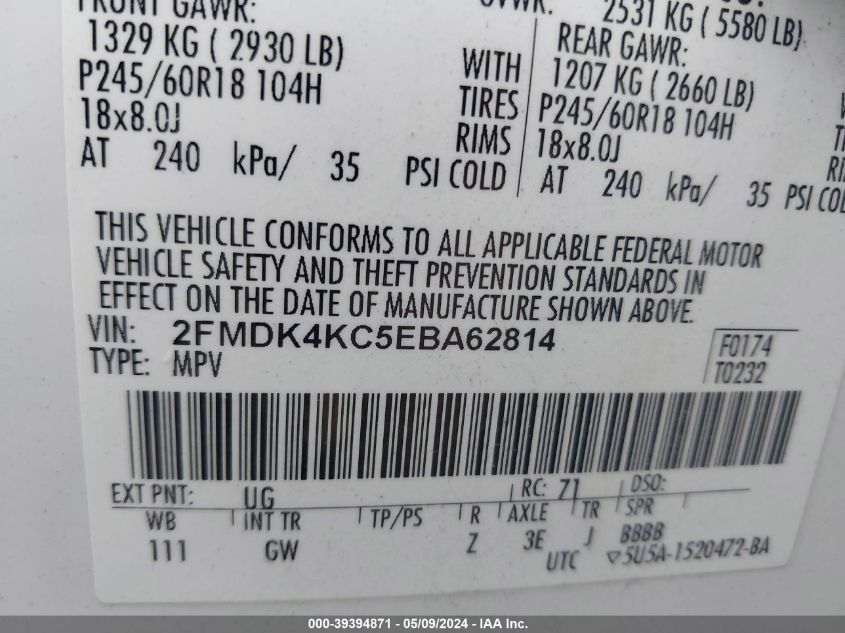 FRONT GAWR:
1329 KG ( 2930 LB)
P245/60R18 104H
18x8.0J
AT 240 kPa/ 35 PSI COLD
WITH
TIRES
RIMS
GVWR: 2531 KG ( 5580 LB)
REAR GAWR:
1207 KG ( 2660 LB)
P245/60R18 104H
18x8.0J
AT 240 kPa/ 35 PSI COL
THIS VEHICLE CONFORMS TO ALL APPLICABLE FEDERAL MOTOR
VEHICLE SAFETY AND THEFT PREVENTION STANDARDS IN
EFFECT ON THE DATE OF MANUFACTURE SHOWN ABOVE.
VIN: 2FMDK4KC5EBA62814
TYPE: MPV
F0174
T0232
EXT PNT: UG RC: 71 DSO:
WB INT TR TP/PS R AXLE TR SPR
111 GW Z 3E J BBBB
UTC ▽5U5A-1520472-BA
000-39394871 - 05/09/2024 - IAA Inc.